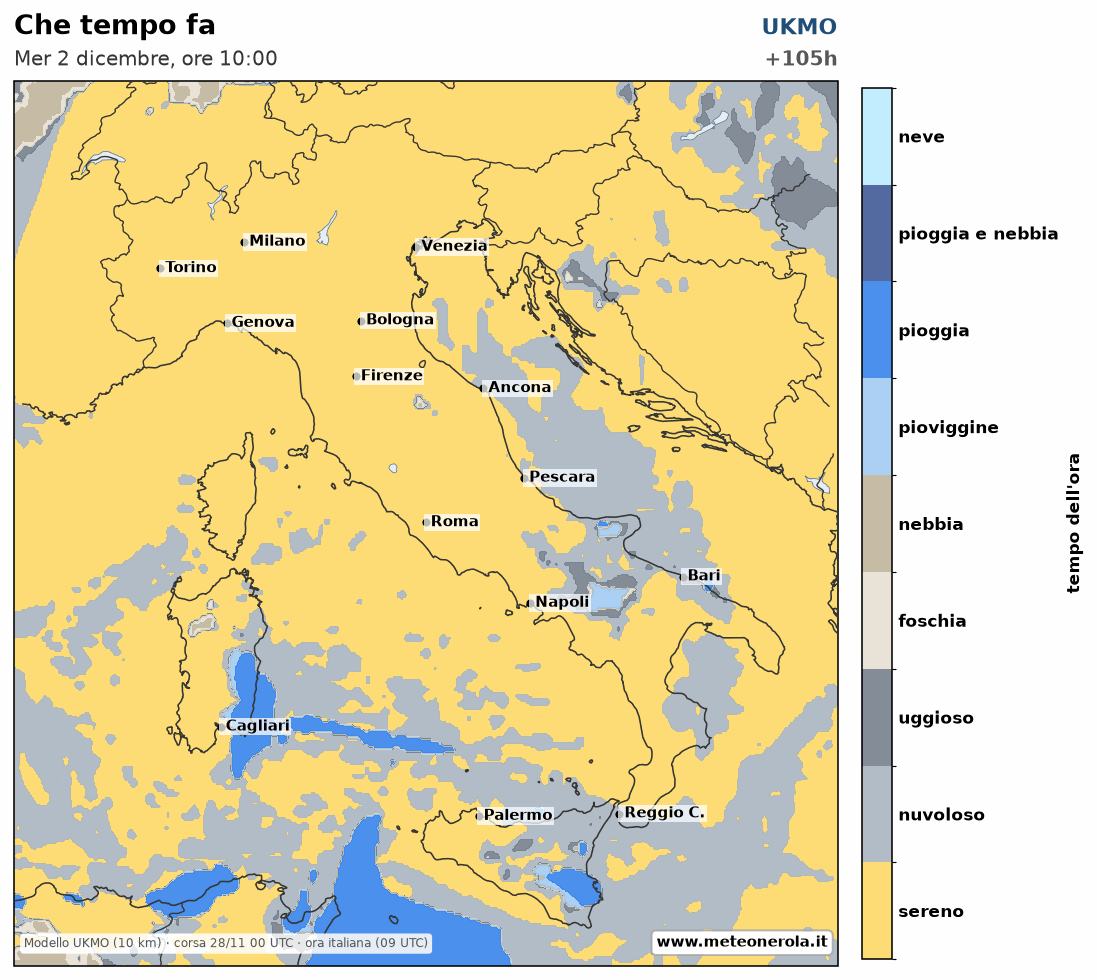 Che tempo fa
UKMO
Mer 2 dicembre, ore 10:00
+105h
neve
pioggia e nebbia
pioggia
pioviggine
nebbia
foschia
uggioso
nuvoloso
sereno
tempo dell'ora
Milano
Venezia
Torino
Genova
Bologna
Firenze
Ancona
Pescara
Roma
Bari
Napoli
Cagliari
Palermo
Reggio C.
Modello UKMO (10 km) · corsa 28/11 00 UTC · ora italiana (09 UTC)
www.meteonerola.it